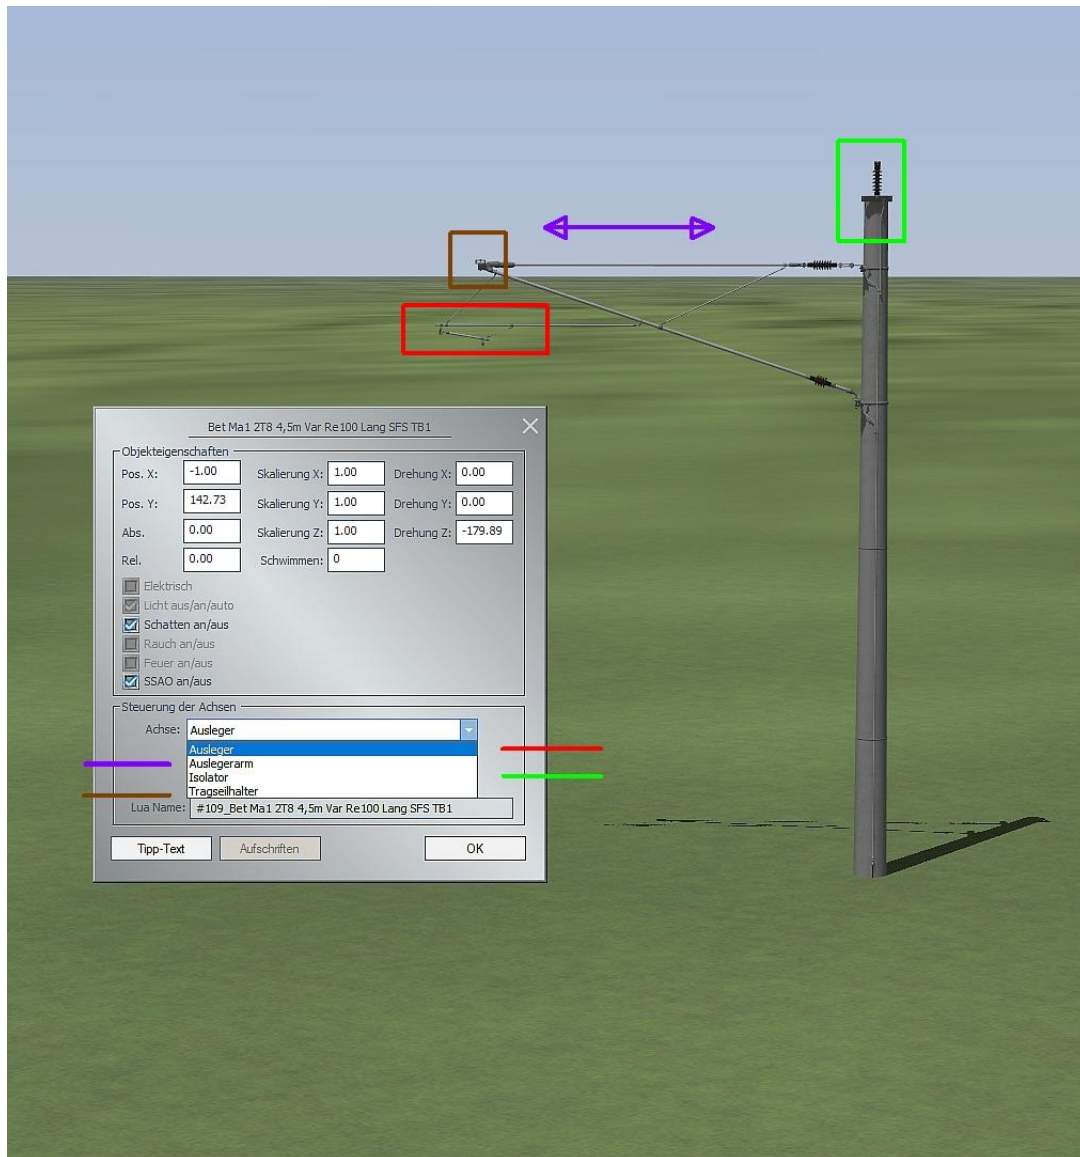 Bet Ma1 2T8 4,5m Var Re100 Lang SFS TB1
Objekteigenschaften
Pos. X: -1.00 Skalierung X: 1.00 Drehung X: 0.00
Pos. Y: 142.73 Skalierung Y: 1.00 Drehung Y: 0.00
Abs. 0.00 Skalierung Z: 1.00 Drehung Z: -179.89
Rel. 0.00 Schwimmen: 0
Elektrisch
Licht aus/an/auto
Schatten an/aus
Rauch an/aus
Feuer an/aus
SSAO an/aus
Steuerung der Achsen
Achse: Ausleger
Ausleger
Auslegerarm
Isolator
Tragseilhalter
Lua Name: #109_Bet Ma1 2T8 4,5m Var Re100 Lang SFS TB1
Tipp-Text Aufschriften OK